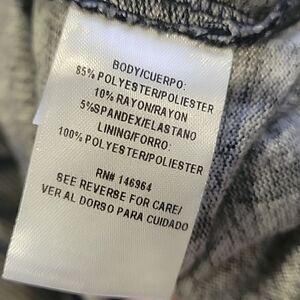 BODY/CUERPO:
85% POLYESTER/POLIESTER
10% RAYON/RAYON
5%SPANDEX/ELASTANO
LINING/FORRO:
100% POLYESTER/POLIESTER
RN# 146964
SEE REVERSE FOR CARE/
VER AL DORSO PARA CUIDADO